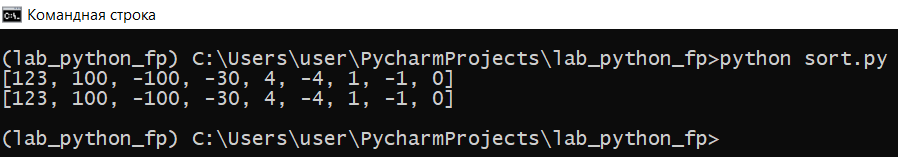 Командная строка
(lab_python_fp) C:\Users\user\PycharmProjects\lab_python_fp>python sort.py
[123, 100, -100, -30, 4, -4, 1, -1, 0]
[123, 100, -100, -30, 4, -4, 1, -1, 0]
(lab_python_fp) C:\Users\user\PycharmProjects\lab_python_fp>